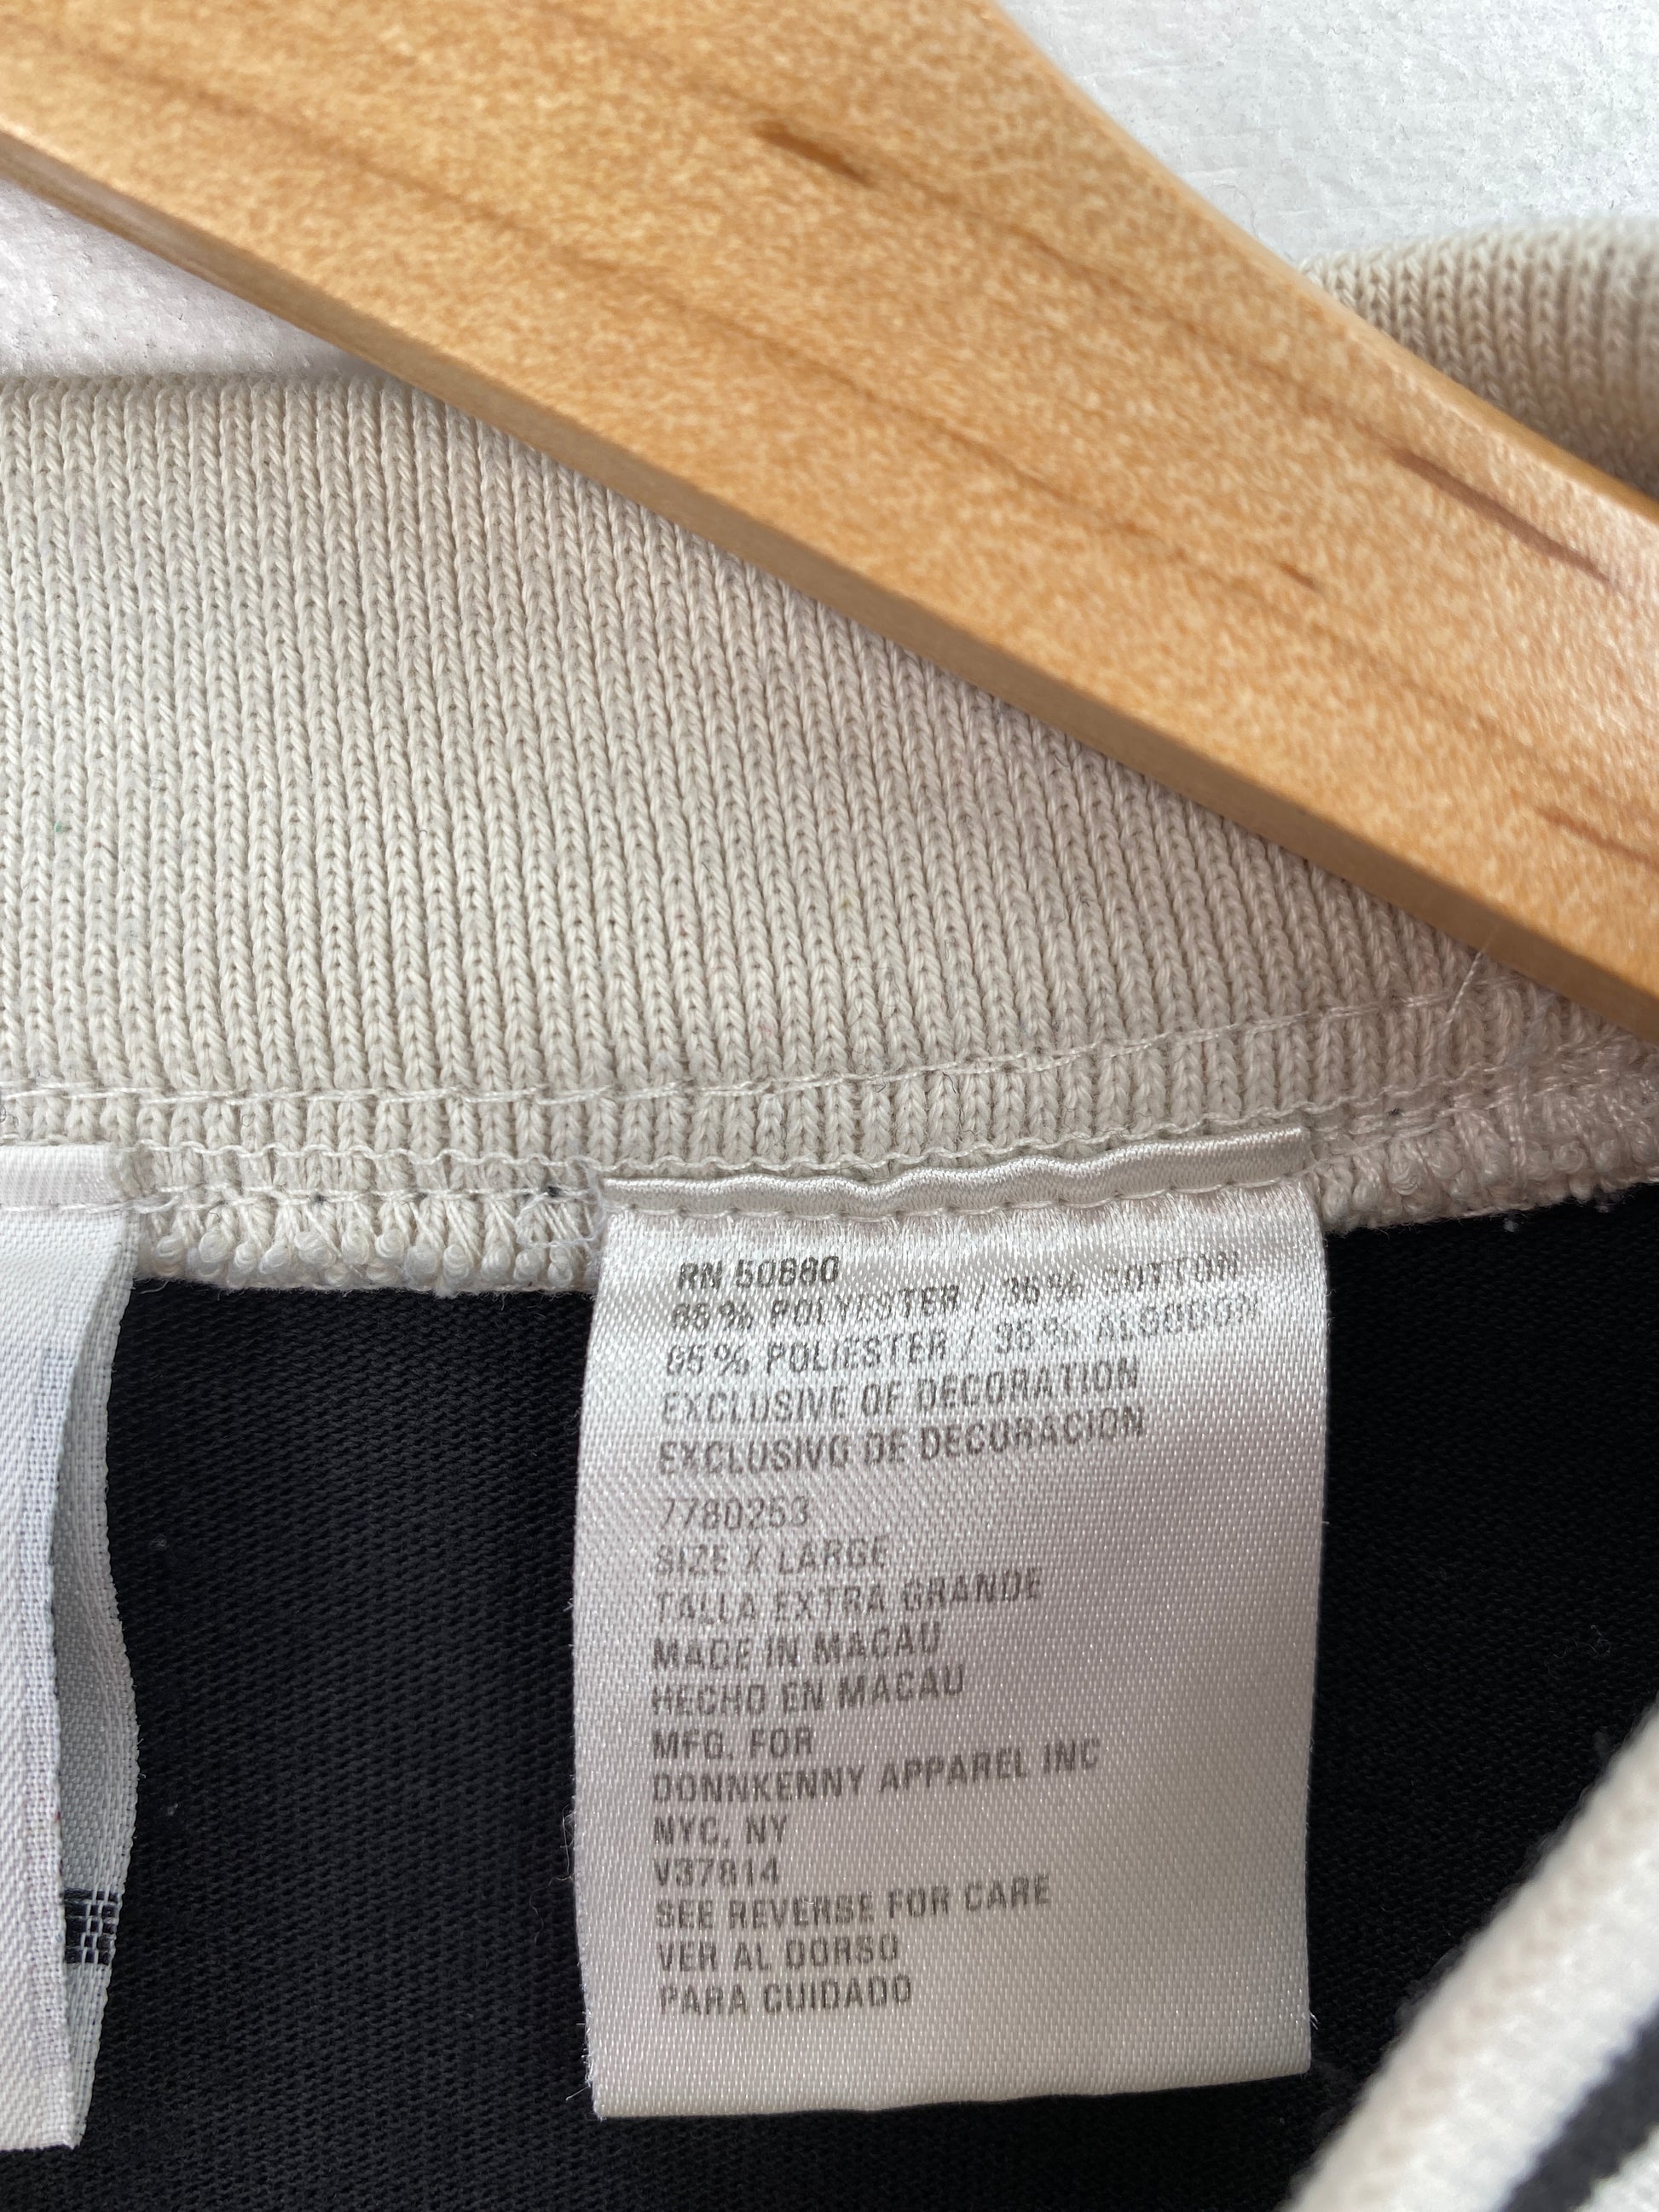 RN 50880
65% POLYESTER / 35% COTTON
65% POLIESTER / 35% ALGODON
EXCLUSIVE OF DECORATION
EXCLUSIVO DE DECORACION
7780253
SIZE X LARGE
TALLA EXTRA GRANDE
MADE IN MACAU
HECHO EN MACAU
MFG. FOR
DONNKENNY APPAREL INC
NYC, NY
V37814
SEE REVERSE FOR CARE
VER AL DORSO
PARA CUIDADO